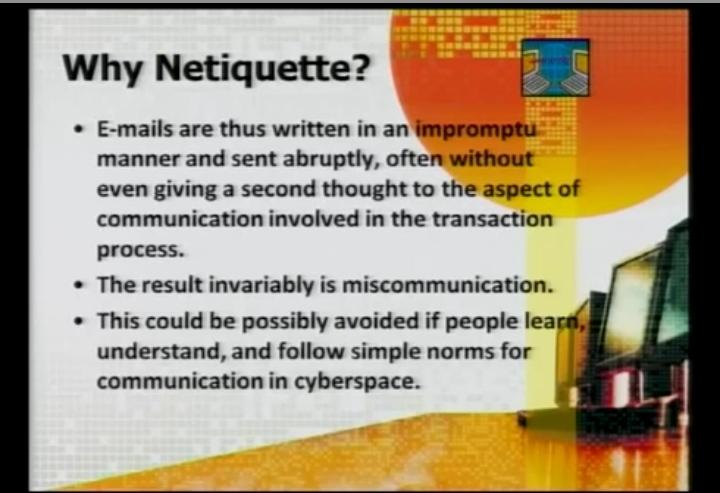 Why Netiquette?
• E-mails are thus written in an impromptu
manner and sent abruptly, often without
even giving a second thought to the aspect of
communication involved in the transaction
process.
• The result invariably is miscommunication.
• This could be possibly avoided if people learn,
understand, and follow simple norms for
communication in cyberspace.